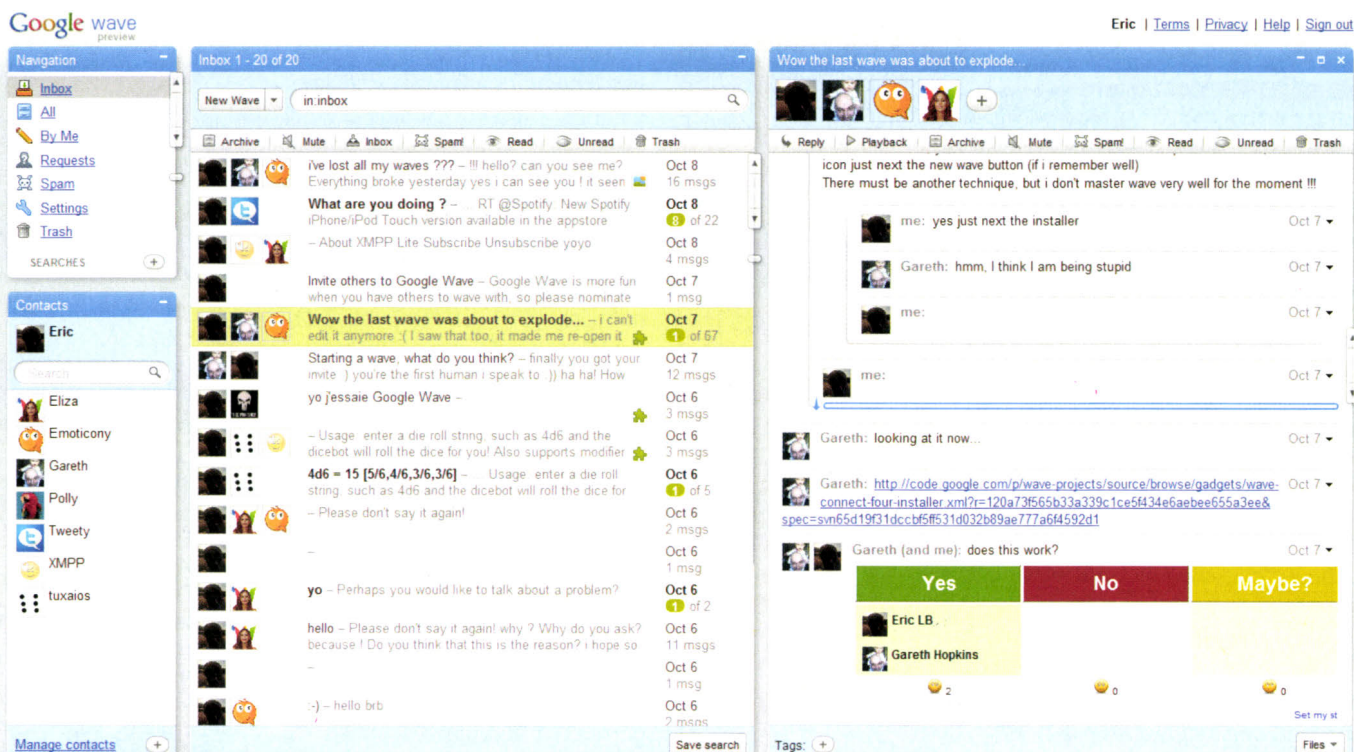 Google wave
preview
Eric | Terms | Privacy | Help | Sign out
Navigation
Inbox
All
By Me
Requests
Spam
Settings
Trash
SEARCHES
Contacts
Eric
Search
Eliza
Emoticony
Gareth
Polly
Tweety
XMPP
tuxaios
Manage contacts
Inbox 1 - 20 of 20
New Wave
in:inbox
Archive Mute Inbox Spam! Read Unread Trash
i've lost all my waves ??? – !!! hello? can you see me? Oct 8
Everything broke yesterday yes i can see you ! it seen 16 msgs
What are you doing ? – ... RT @Spotify: New Spotify Oct 8
iPhone/iPod Touch version available in the appstore 8 of 22
– About XMPP Lite Subscribe Unsubscribe yoyo Oct 8
4 msgs
Invite others to Google Wave – Google Wave is more fun Oct 7
when you have others to wave with, so please nominate 1 msg
Wow the last wave was about to explode... – i can't Oct 7
edit it anymore :( I saw that too, it made me re-open it 1 of 67
Starting a wave, what do you think? – finally you got your Oct 7
invite :) you're the first human i speak to :)) ha ha! How 12 msgs
yo j'essaie Google Wave – Oct 6
3 msgs
– Usage: enter a die roll string, such as 4d6 and the Oct 6
dicebot will roll the dice for you! Also supports modifier 3 msgs
4d6 = 15 [5/6,4/6,3/6,3/6] – ... Usage: enter a die roll Oct 6
string, such as 4d6 and the dicebot will roll the dice for 1 of 5
– Please don't say it again! Oct 6
2 msgs
– Oct 6
1 msg
yo – Perhaps you would like to talk about a problem? Oct 6
1 of 2
hello – Please don't say it again! why ? Why do you ask? Oct 6
because ! Do you think that this is the reason? i hope so 11 msgs
– Oct 6
1 msg
:-) – hello brb Oct 6
2 msgs
Save search
Wow the last wave was about to explode...
Reply Playback Archive Mute Spam! Read Unread Trash
icon just next the new wave button (if i remember well)
There must be another technique, but i don't master wave very well for the moment !!!
me: yes just next the installer Oct 7
Gareth: hmm, I think I am being stupid Oct 7
me: Oct 7
me: Oct 7
Gareth: looking at it now... Oct 7
Gareth: http://code.google.com/p/wave-projects/source/browse/gadgets/wave- Oct 7
connect-four-installer.xml?r=120a73f565b33a339c1ce5f434e6aebee655a3ee&
spec=svn65d19f31dccbf5ff531d032b89ae777a6f4592d1
Gareth (and me): does this work? Oct 7
Yes No Maybe?
Eric LB
Gareth Hopkins
2 0 0
Set my st
Tags: Files